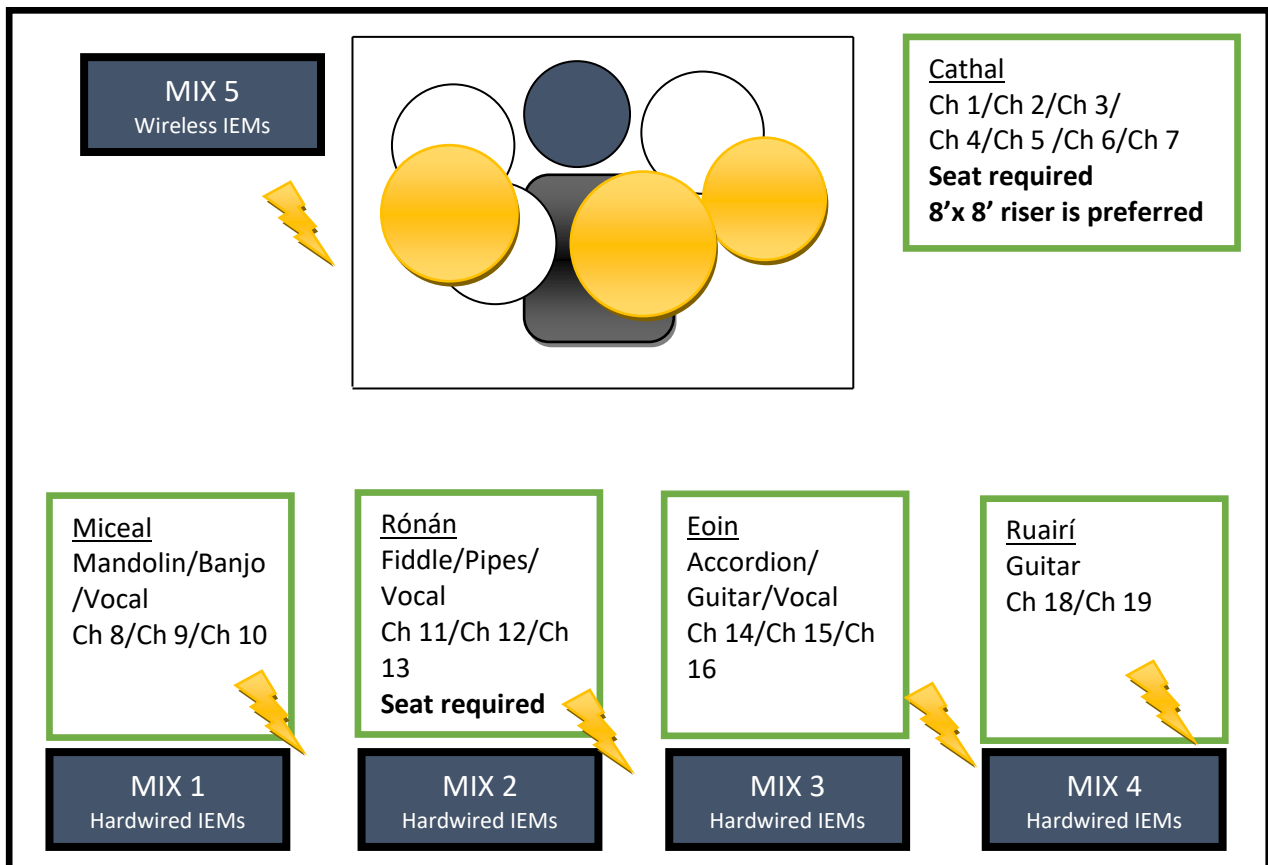 MIX 5
Wireless IEMs
Cathal
Ch 1/Ch 2/Ch 3/
Ch 4/Ch 5 /Ch 6/Ch 7
Seat required
8’x 8’ riser is preferred
Miceal
Mandolin/Banjo
/Vocal
Ch 8/Ch 9/Ch 10
Rónán
Fiddle/Pipes/
Vocal
Ch 11/Ch 12/Ch
13
Seat required
Eoin
Accordion/
Guitar/Vocal
Ch 14/Ch 15/Ch
16
Ruairí
Guitar
Ch 18/Ch 19
MIX 1
Hardwired IEMs
MIX 2
Hardwired IEMs
MIX 3
Hardwired IEMs
MIX 4
Hardwired IEMs